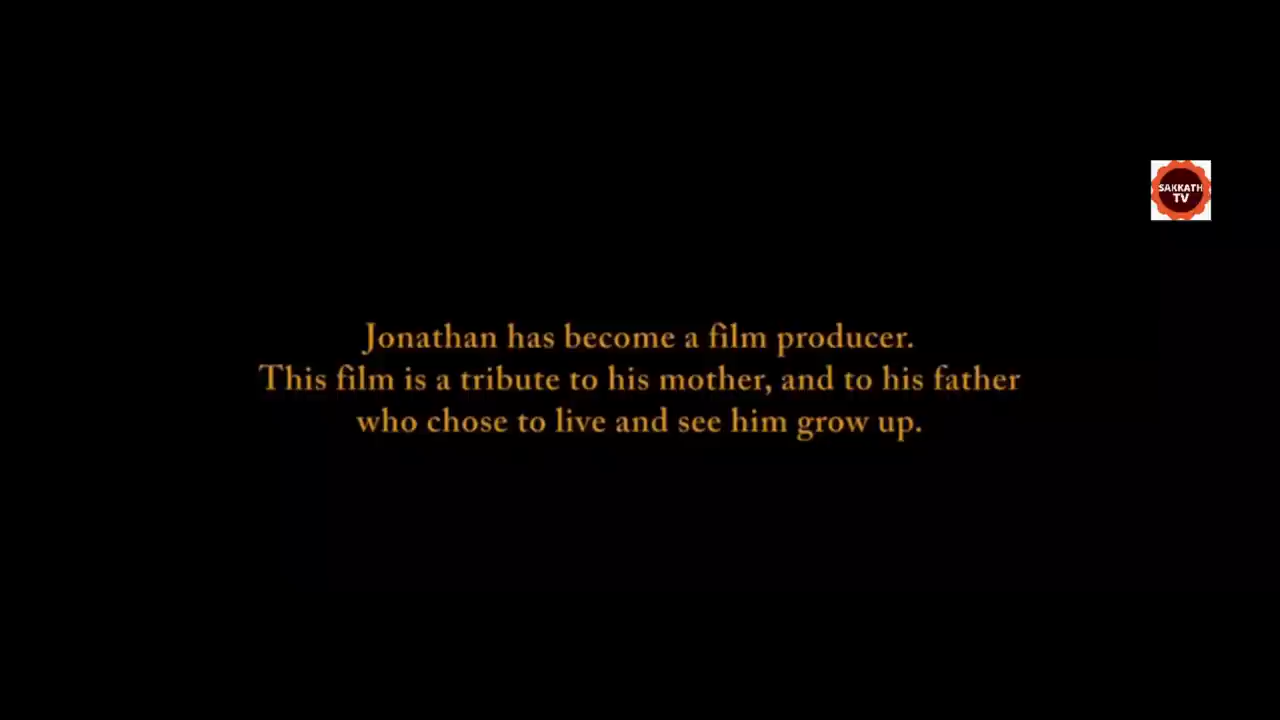 SAKKATH
TV
Jonathan has become a film producer.
This film is a tribute to his mother, and to his father
who chose to live and see him grow up.